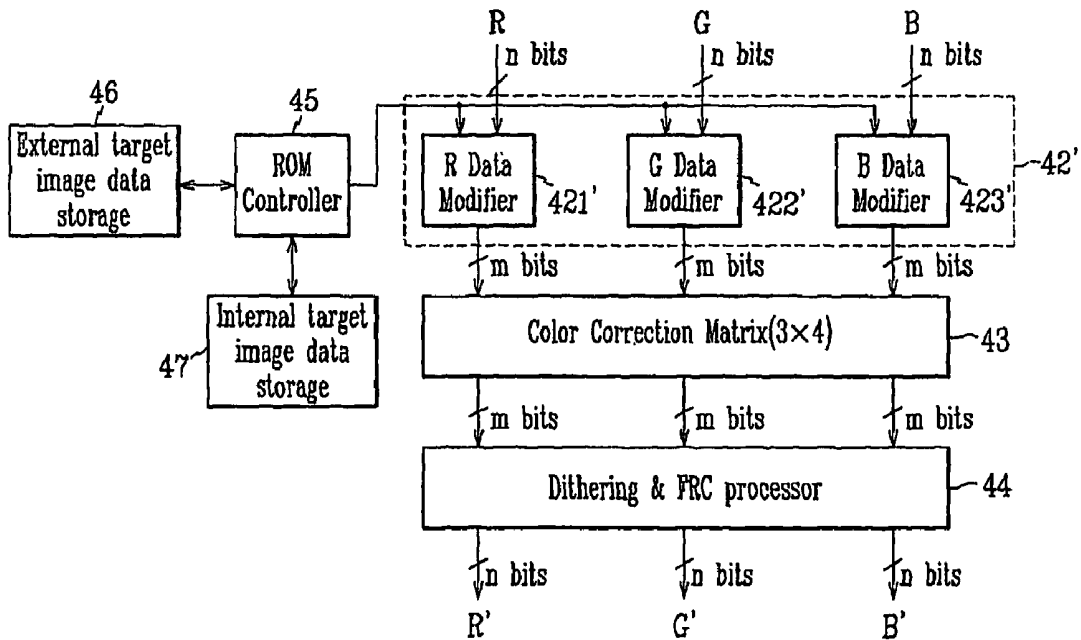 R G B
n bits n bits n bits
46 45
External target
image data
storage
ROM
Controller
R Data
Modifier
421'
G Data
Modifier
422'
B Data
Modifier
423'
42'
m bits m bits m bits
Internal target
image data
storage
47
Color Correction Matrix(3×4)
43
m bits m bits m bits
Dithering & FRC processor
44
n bits n bits n bits
R' G' B'